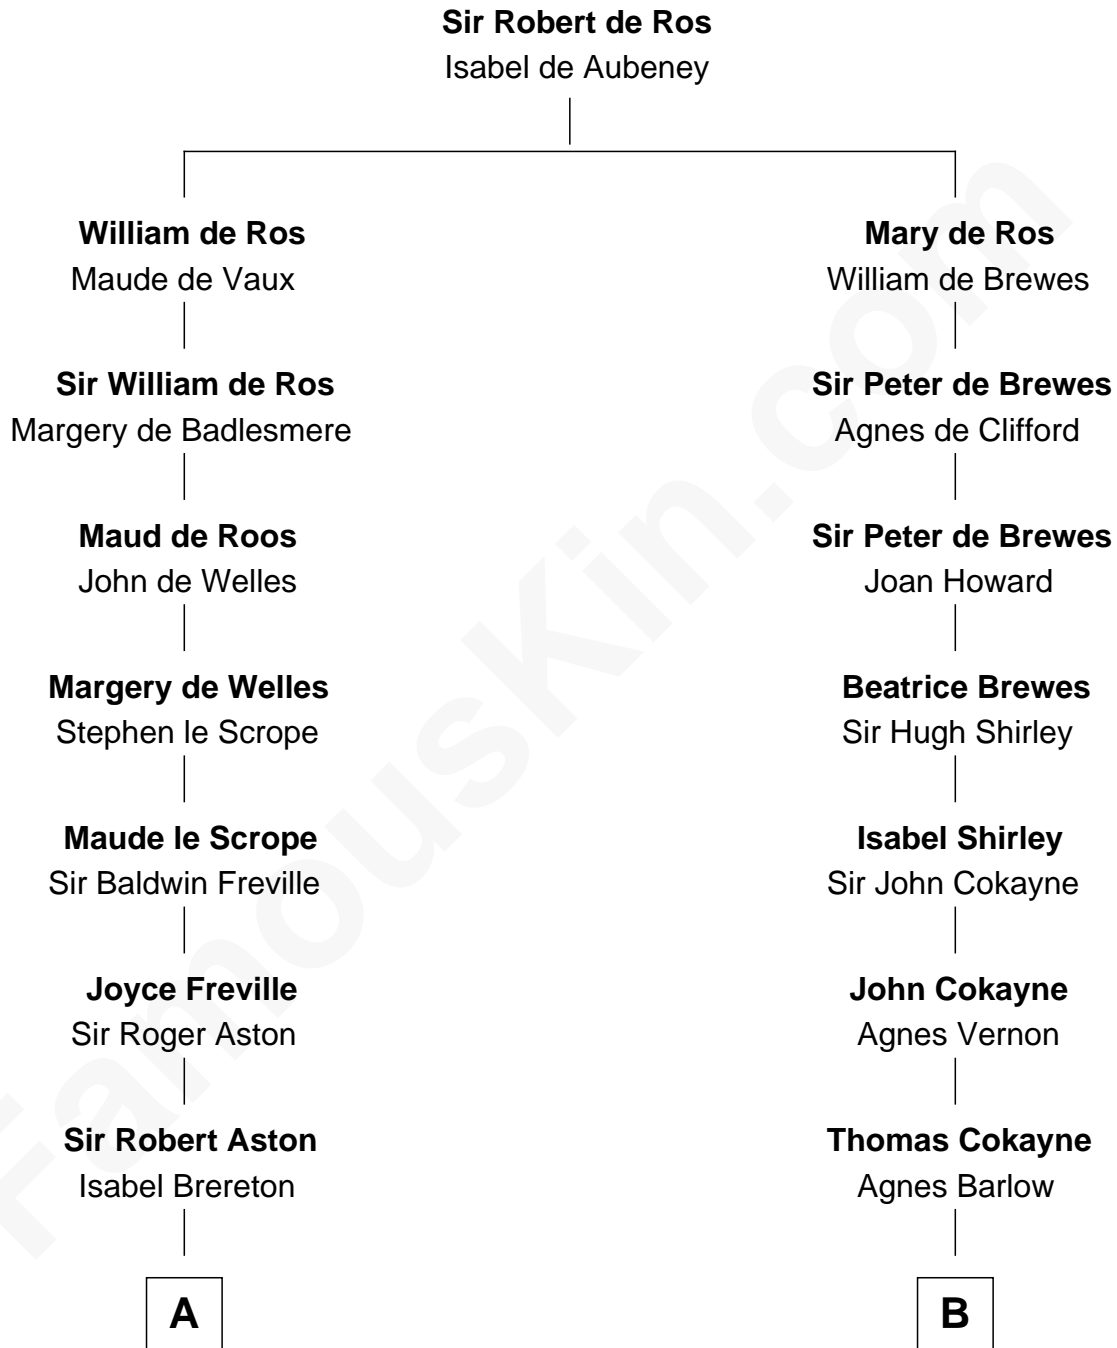 Sir Robert de Ros
Isabel de Aubeney
William de Ros
Maude de Vaux
Mary de Ros
William de Brewes
Sir William de Ros
Margery de Badlesmere
Sir Peter de Brewes
Agnes de Clifford
Maud de Roos
John de Welles
Sir Peter de Brewes
Joan Howard
Margery de Welles
Stephen le Scrope
Beatrice Brewes
Sir Hugh Shirley
Maude le Scrope
Sir Baldwin Freville
Isabel Shirley
Sir John Cokayne
Joyce Freville
Sir Roger Aston
John Cokayne
Agnes Vernon
Sir Robert Aston
Isabel Brereton
Thomas Cokayne
Agnes Barlow
A
B
FamousKin.com